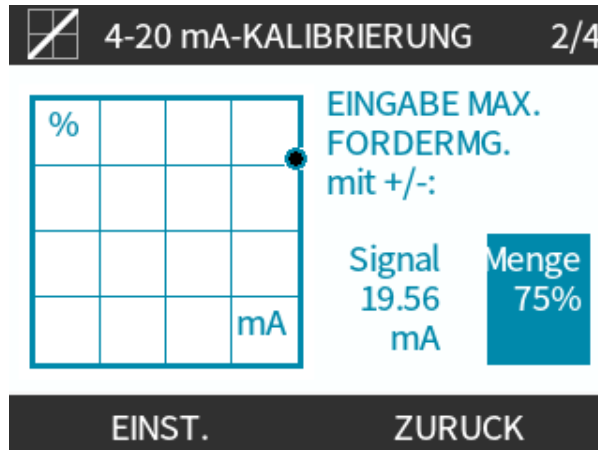 4-20 mA-KALIBRIERUNG 2/4
EINGABE MAX.
FORDERMG.
mit +/-:
%
mA
Signal
19.56
mA
Menge
75%
EINST. ZURUCK